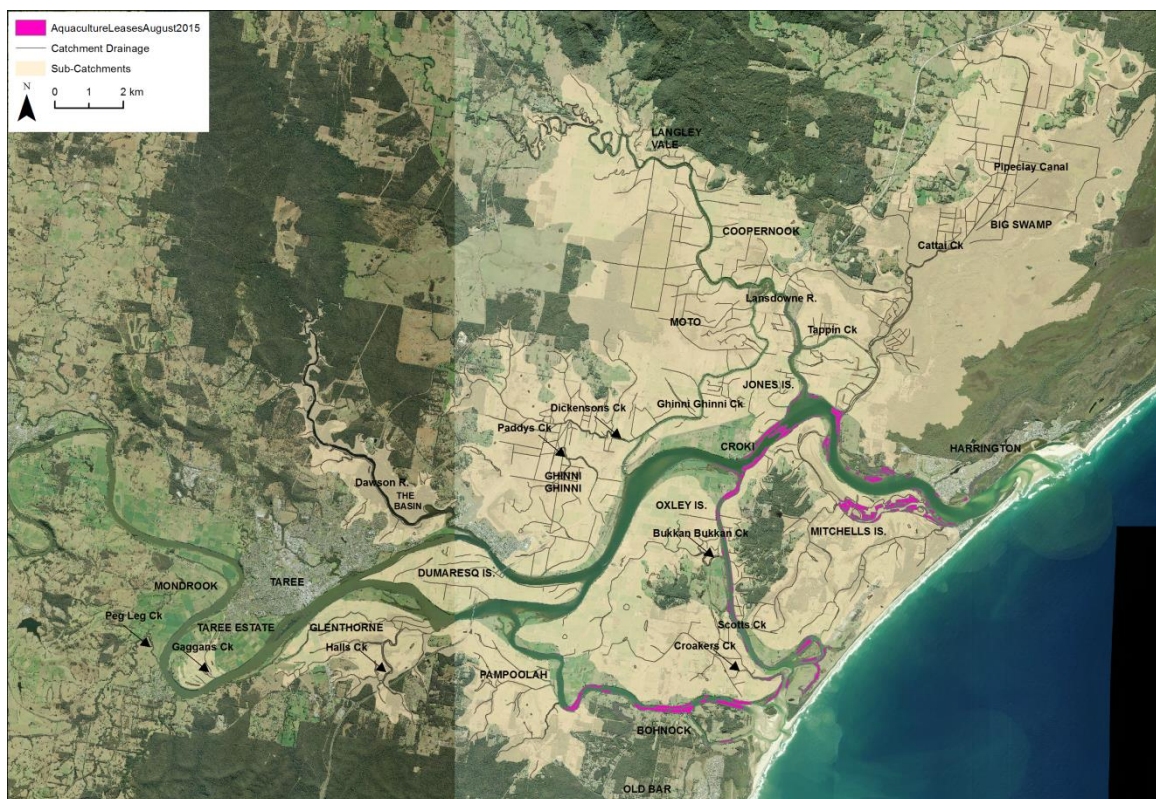 AquacultureLeasesAugust2015
Catchment Drainage
Sub-Catchments
N
0 1 2 km
LANGLEY
VALE
Pipeclay Canal
BIG SWAMP
COOPERNOOK
Cattai Ck
Lansdowne R.
MOTO
Tappin Ck
JONES IS.
Ghinni Ghinni Ck
Dickensons Ck
Paddys Ck
CROKI
HARRINGTON
GHINNI
GHINNI
Dawson R.
THE
BASIN
OXLEY IS.
MITCHELLS IS.
Bukkan Bukkan Ck
DUMARESQ IS.
MONDROOK
TAREE
Peg Leg Ck
TAREE ESTATE
GLENTHORNE
Scotts Ck
Gaggans Ck
Halls Ck
Croakers Ck
PAMPOOLAH
BOHNOCK
OLD BAR